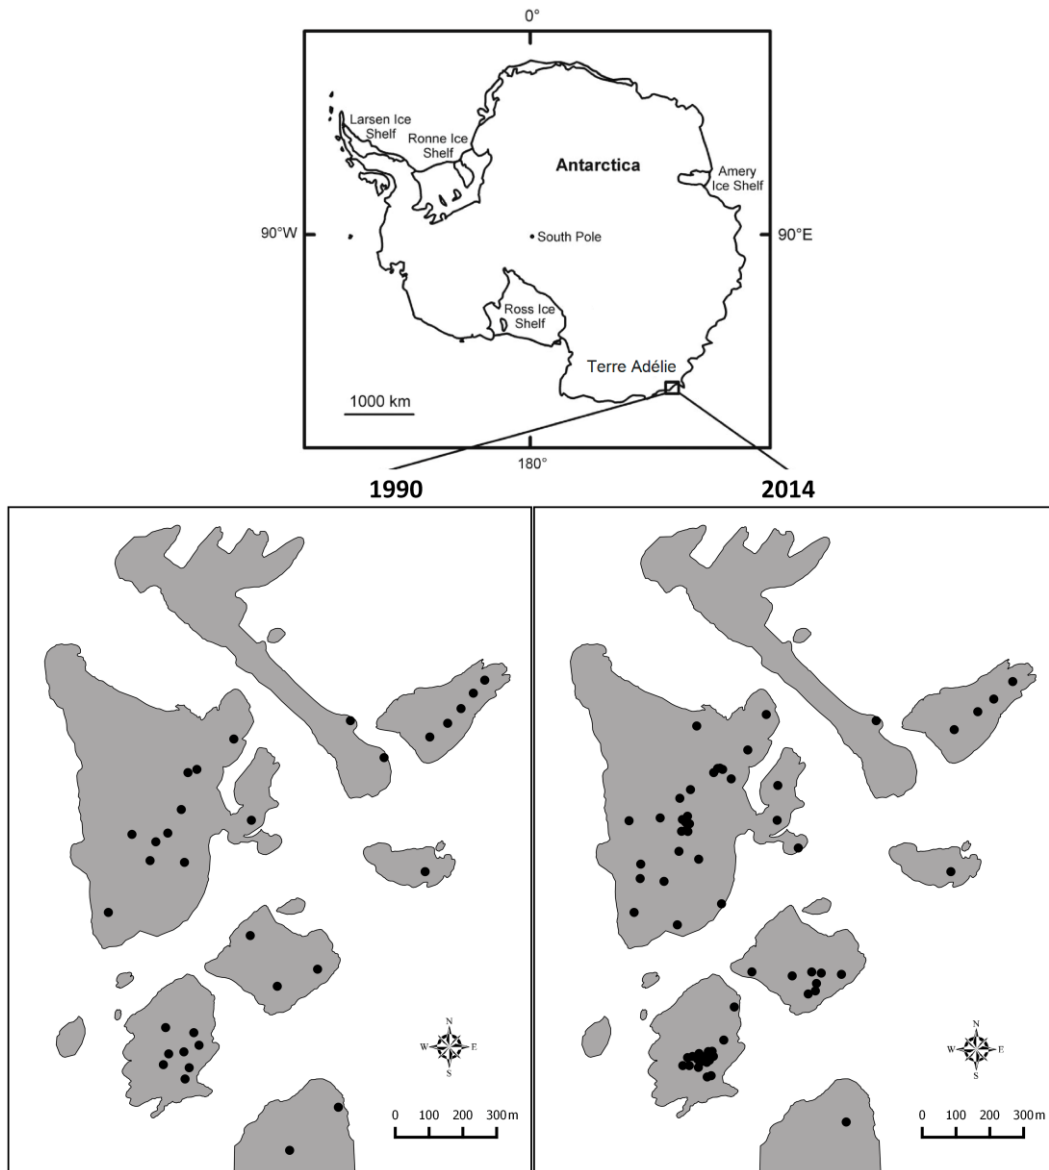 0°
Larsen Ice
Shelf
Ronne Ice
Shelf
Antarctica
Amery
Ice Shelf
90°W
South Pole
90°E
Ross Ice
Shelf
Terre Adélie
1000 km
180°
1990
2014
N
W
E
S
0
100
200
300 m
N
W
E
S
0
100
200
300 m